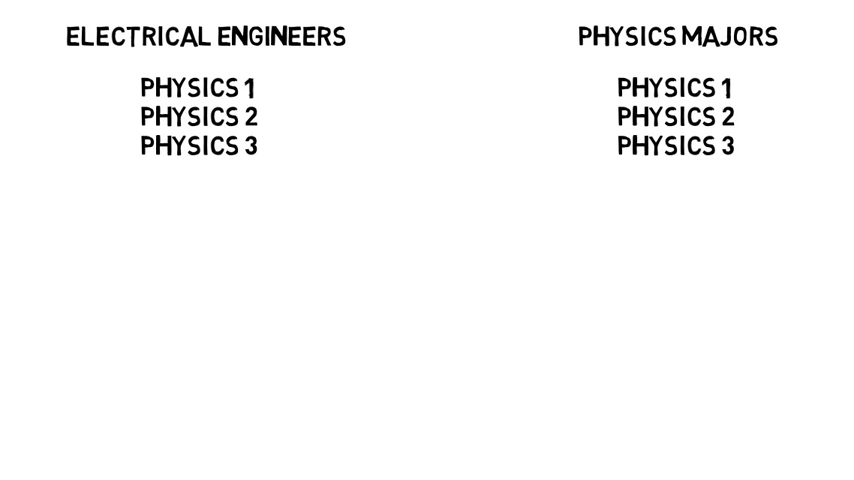 ELECTRICAL ENGINEERS
PHYSICS 1
PHYSICS 2
PHYSICS 3
PHYSICS MAJORS
PHYSICS 1
PHYSICS 2
PHYSICS 3